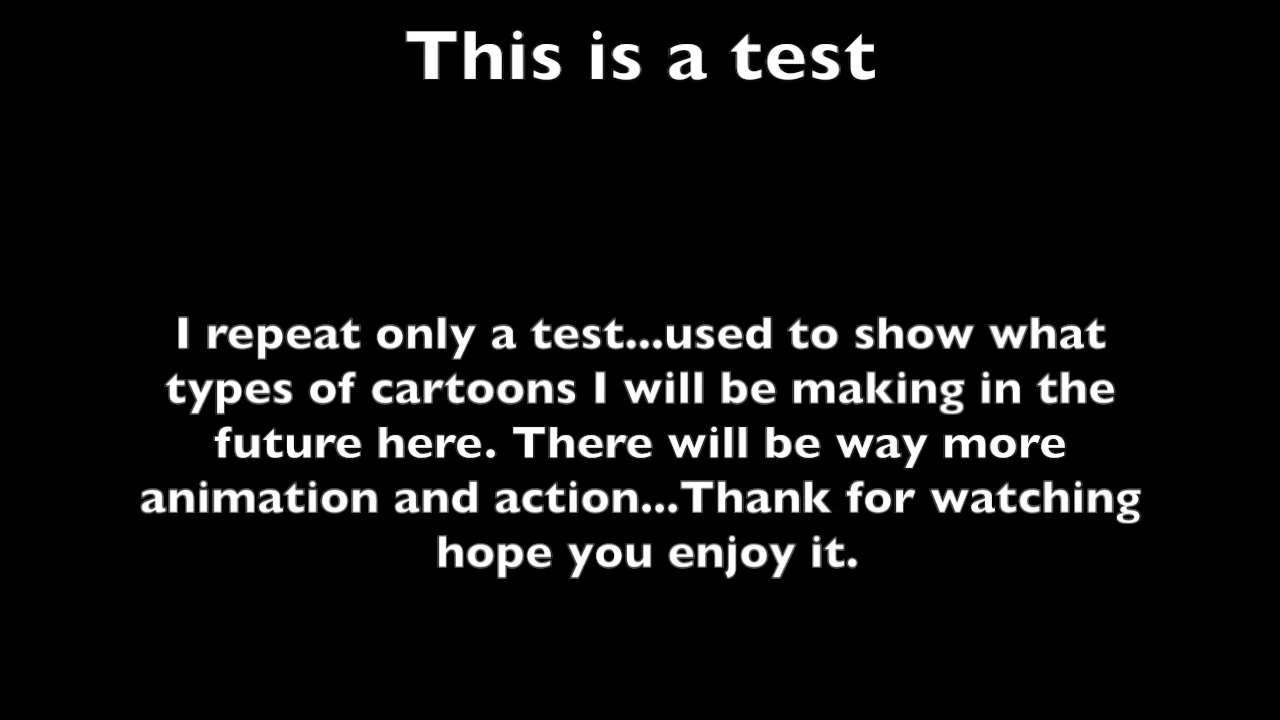 This is a test
I repeat only a test...used to show what
types of cartoons I will be making in the
future here. There will be way more
animation and action...Thank for watching
hope you enjoy it.